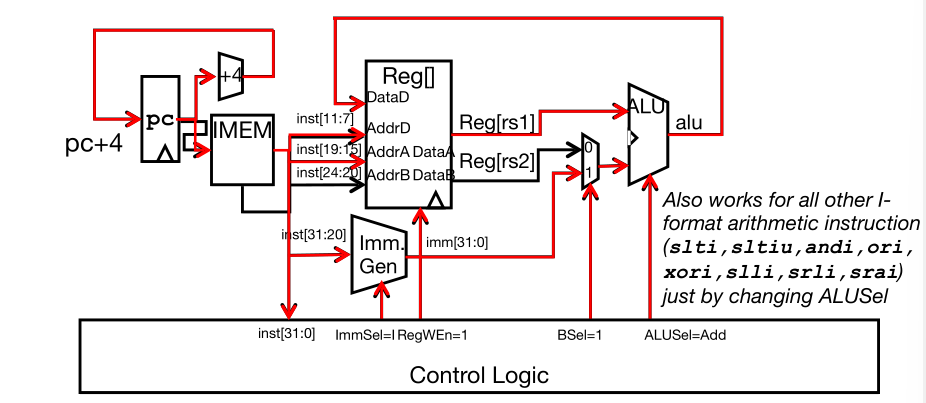 Reg[]
+4
DataD
pc
inst[11:7]
IMEM
AddrD
Reg[rs1]
ALU
alu
pc+4
inst[19:15]
AddrA DataA
0
Reg[rs2]
inst[24:20]
AddrB DataB
1
Also works for all other I-
format arithmetic instruction
(slti,sltiu,andi,ori,
xori,slli,srli,srai)
just by changing ALUSel
inst[31:20]
Imm.
Gen
imm[31:0]
inst[31:0]
ImmSel=I
RegWEn=1
BSel=1
ALUSel=Add
Control Logic